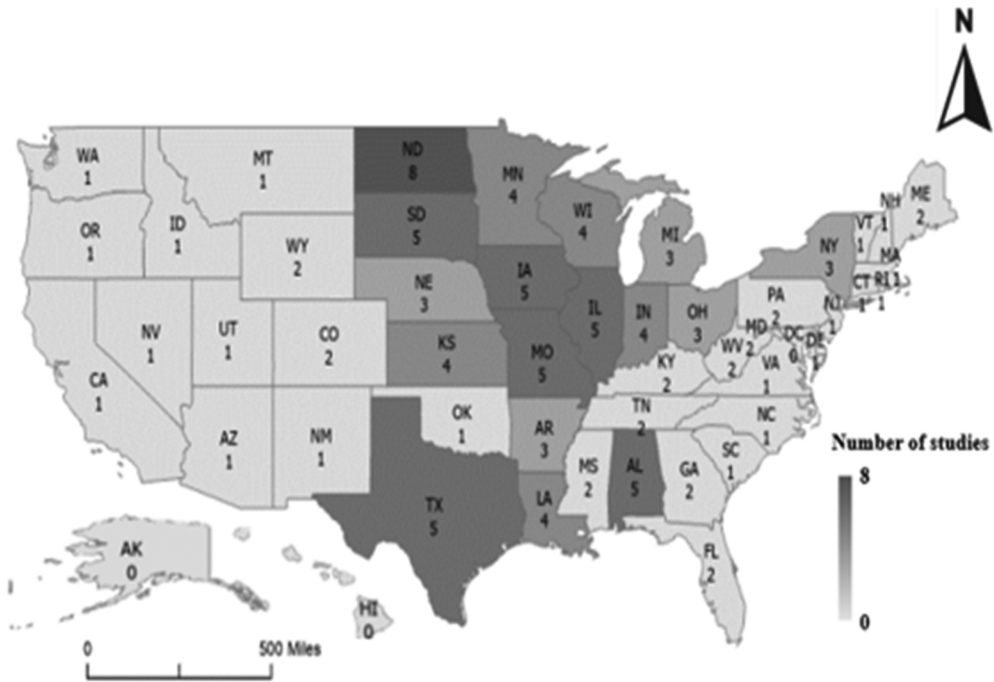 N
WA
1
MT
1
ND
8
MN
4
OR
1
ID
1
WY
2
SD
5
WI
4
MI
3
NY
3
VT
1
NH
1
ME
2
MA
1
CT
1
RI
1
NE
3
IA
5
IL
5
IN
4
OH
3
PA
2
NJ
1
NV
1
UT
1
CO
2
KS
4
MO
5
KY
2
WV
2
MD
2
DC
0
DE
1
VA
1
CA
1
AZ
1
NM
1
OK
1
AR
3
TN
2
NC
1
SC
1
TX
5
LA
4
MS
2
AL
5
GA
2
FL
2
AK
0
HI
0
Number of studies
8
0
0
500 Miles